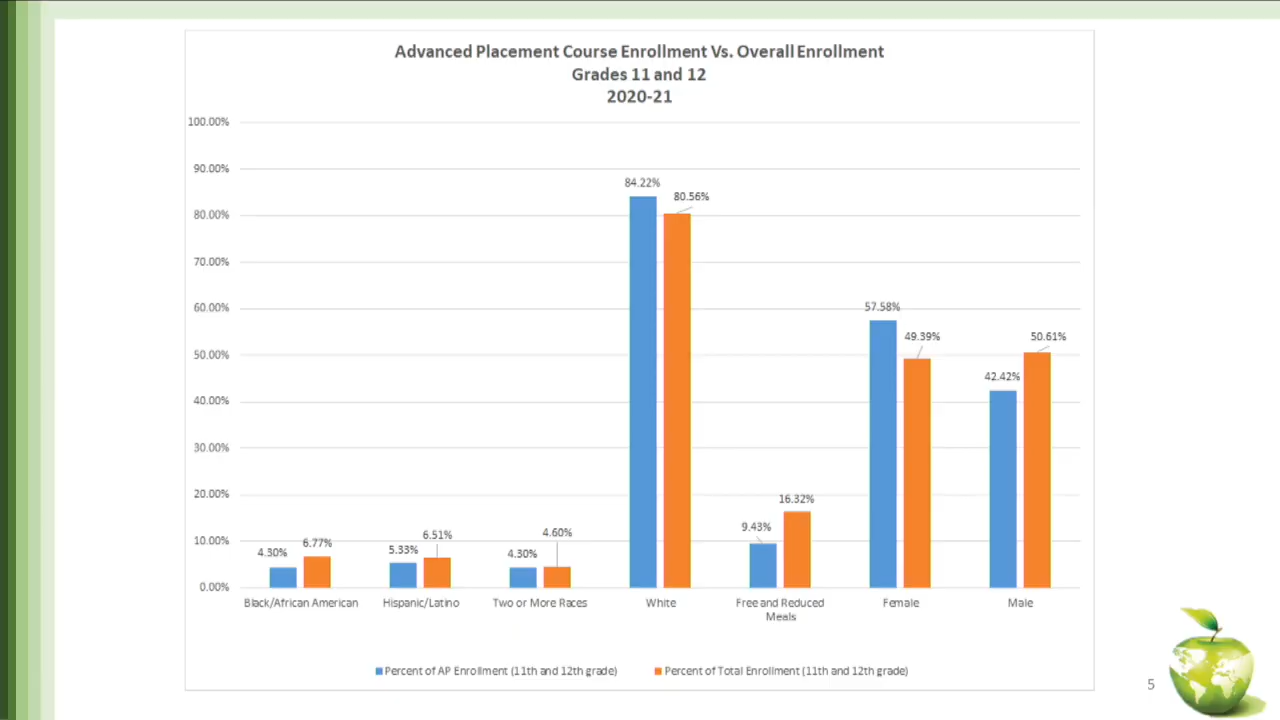 Advanced Placement Course Enrollment Vs. Overall Enrollment
Grades 11 and 12
2020-21
100.00%
90.00%
80.00%
70.00%
60.00%
50.00%
40.00%
30.00%
20.00%
10.00%
0.00%
4.30%
6.77%
5.33%
6.51%
4.30%
4.60%
84.22%
80.56%
9.43%
16.32%
57.58%
49.39%
42.42%
50.61%
Black/African American
Hispanic/Latino
Two or More Races
White
Free and Reduced
Meals
Female
Male
Percent of AP Enrollment (11th and 12th grade)
Percent of Total Enrollment (11th and 12th grade)
5